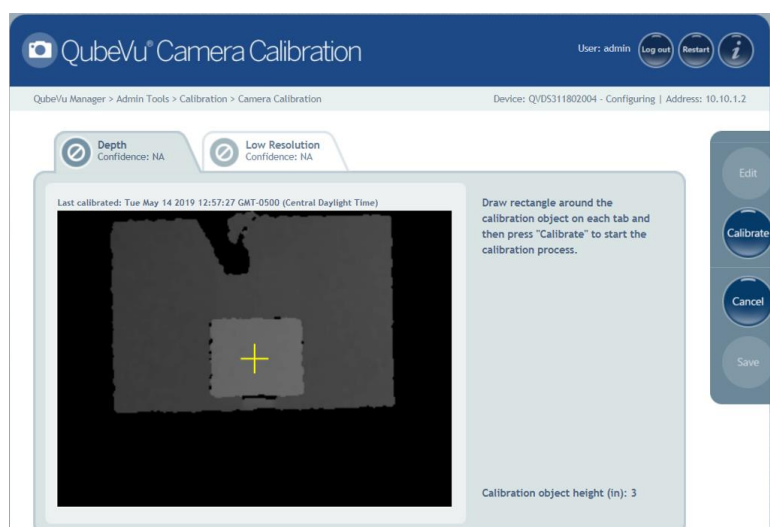 QubeVu® Camera Calibration
User: admin
Log out
Restart
i
QubeVu Manager > Admin Tools > Calibration > Camera Calibration
Device: QVDS311802004 - Configuring | Address: 10.10.1.2
Depth
Confidence: NA
Low Resolution
Confidence: NA
Edit
Last calibrated: Tue May 14 2019 12:57:27 GMT-0500 (Central Daylight Time)
Draw rectangle around the
calibration object on each tab and
then press "Calibrate" to start the
calibration process.
Calibrate
Cancel
Save
Calibration object height (in): 3